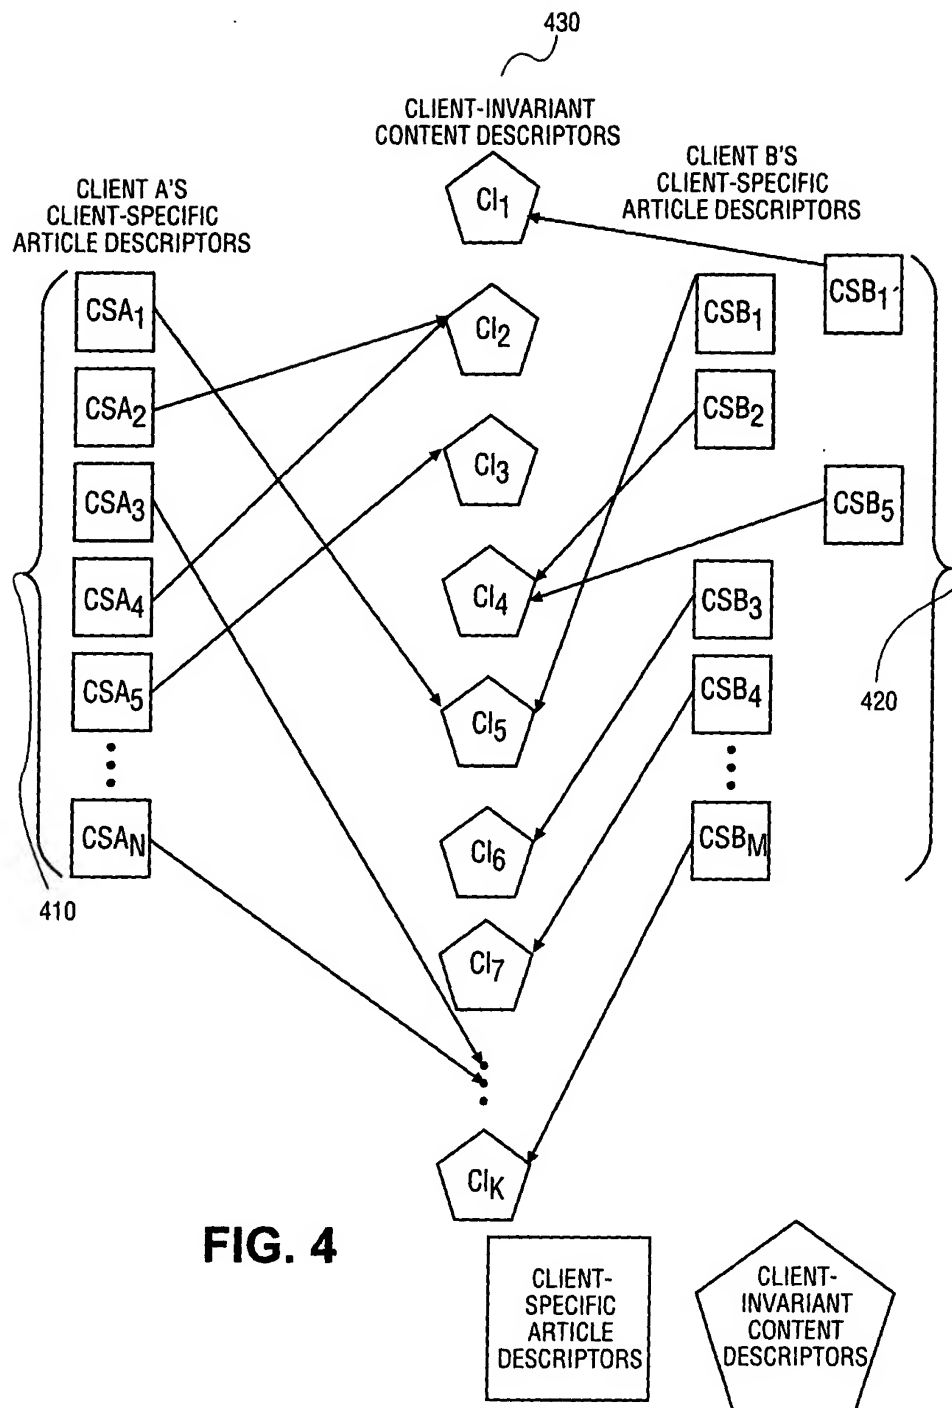 430
CLIENT-INVARIANT
CONTENT DESCRIPTORS
CLIENT A'S
CLIENT-SPECIFIC
ARTICLE DESCRIPTORS
CLIENT B'S
CLIENT-SPECIFIC
ARTICLE DESCRIPTORS
CSA1
CSA2
CSA3
CSA4
CSA5
CSAN
410
CI1
CI2
CI3
CI4
CI5
CI6
CI7
CIK
CSB1
CSB1'
CSB2
CSB5
CSB3
CSB4
CSBM
420
FIG. 4
CLIENT-
SPECIFIC
ARTICLE
DESCRIPTORS
CLIENT-
INVARIANT
CONTENT
DESCRIPTORS